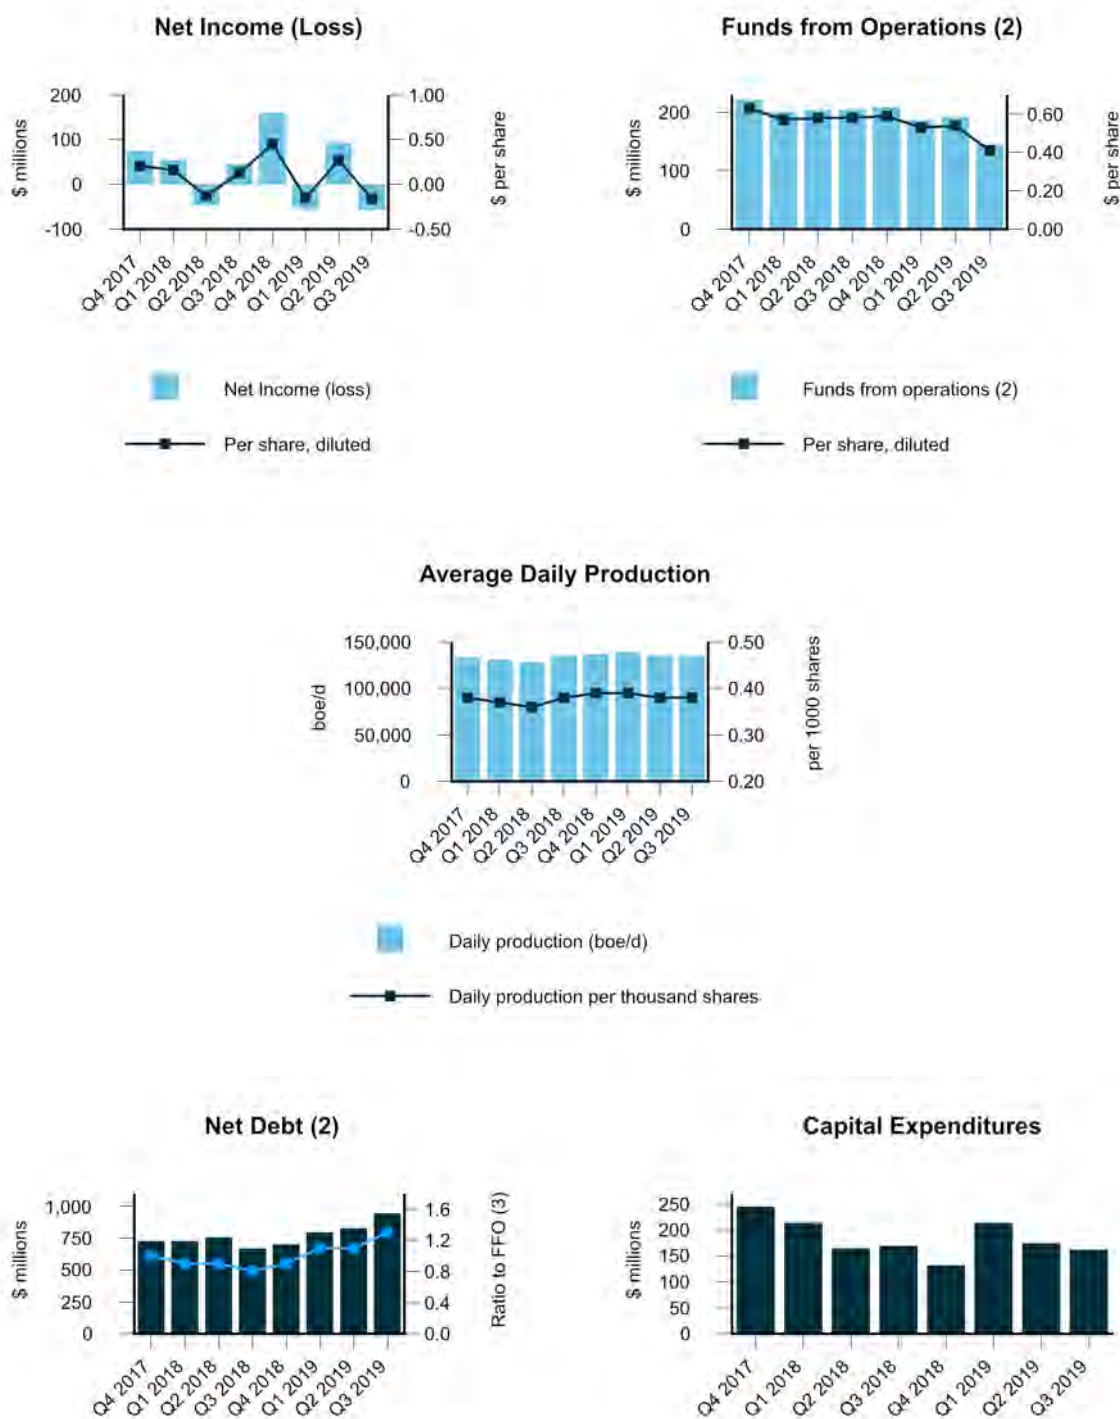 Net Income (Loss)
200
100
0
-100
$ millions
1.00
0.50
0.00
-0.50
$ per share
Q4 2017
Q1 2018
Q2 2018
Q3 2018
Q4 2018
Q1 2019
Q2 2019
Q3 2019
Net Income (loss)
Per share, diluted
Funds from Operations (2)
200
100
0
$ millions
0.60
0.40
0.20
0.00
$ per share
Q4 2017
Q1 2018
Q2 2018
Q3 2018
Q4 2018
Q1 2019
Q2 2019
Q3 2019
Funds from operations (2)
Per share, diluted
Average Daily Production
150,000
100,000
50,000
0
boe/d
0.50
0.40
0.30
0.20
per 1000 shares
Q4 2017
Q1 2018
Q2 2018
Q3 2018
Q4 2018
Q1 2019
Q2 2019
Q3 2019
Daily production (boe/d)
Daily production per thousand shares
Net Debt (2)
1,000
750
500
250
0
$ millions
1.6
1.2
0.8
0.4
0.0
Ratio to FFO (3)
Q4 2017
Q1 2018
Q2 2018
Q3 2018
Q4 2018
Q1 2019
Q2 2019
Q3 2019
Capital Expenditures
250
200
150
100
50
0
$ millions
Q4 2017
Q1 2018
Q2 2018
Q3 2018
Q4 2018
Q1 2019
Q2 2019
Q3 2019